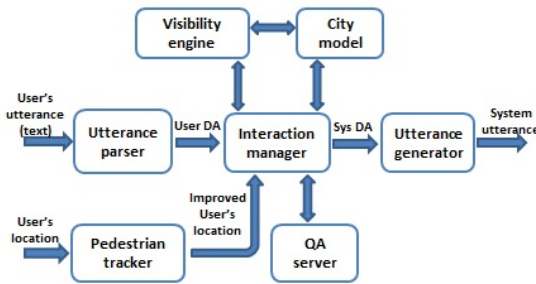 Visibility
engine
City
model
User's
utterance
(text)
Utterance
parser
User DA
Interaction
manager
Sys DA
Utterance
generator
System
utterance
User's
location
Pedestrian
tracker
Improved
User's
location
QA
server